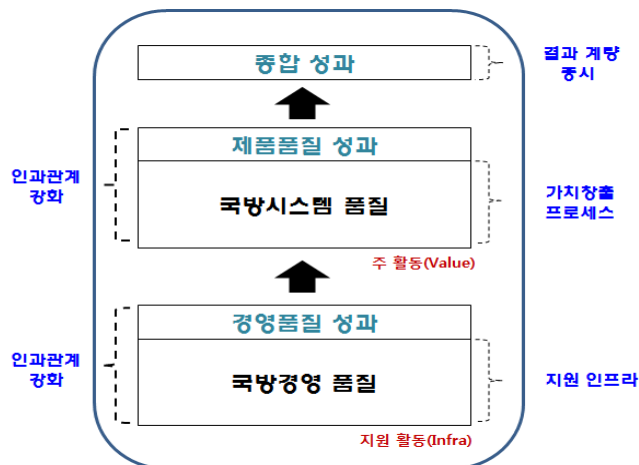 종합 성과
결과 계량
중시
제품품질 성과
인과관계
강화
국방시스템 품질
가치창출
프로세스
주 활동(Value)
경영품질 성과
인과관계
강화
국방경영 품질
지원 인프라
지원 활동(Infra)